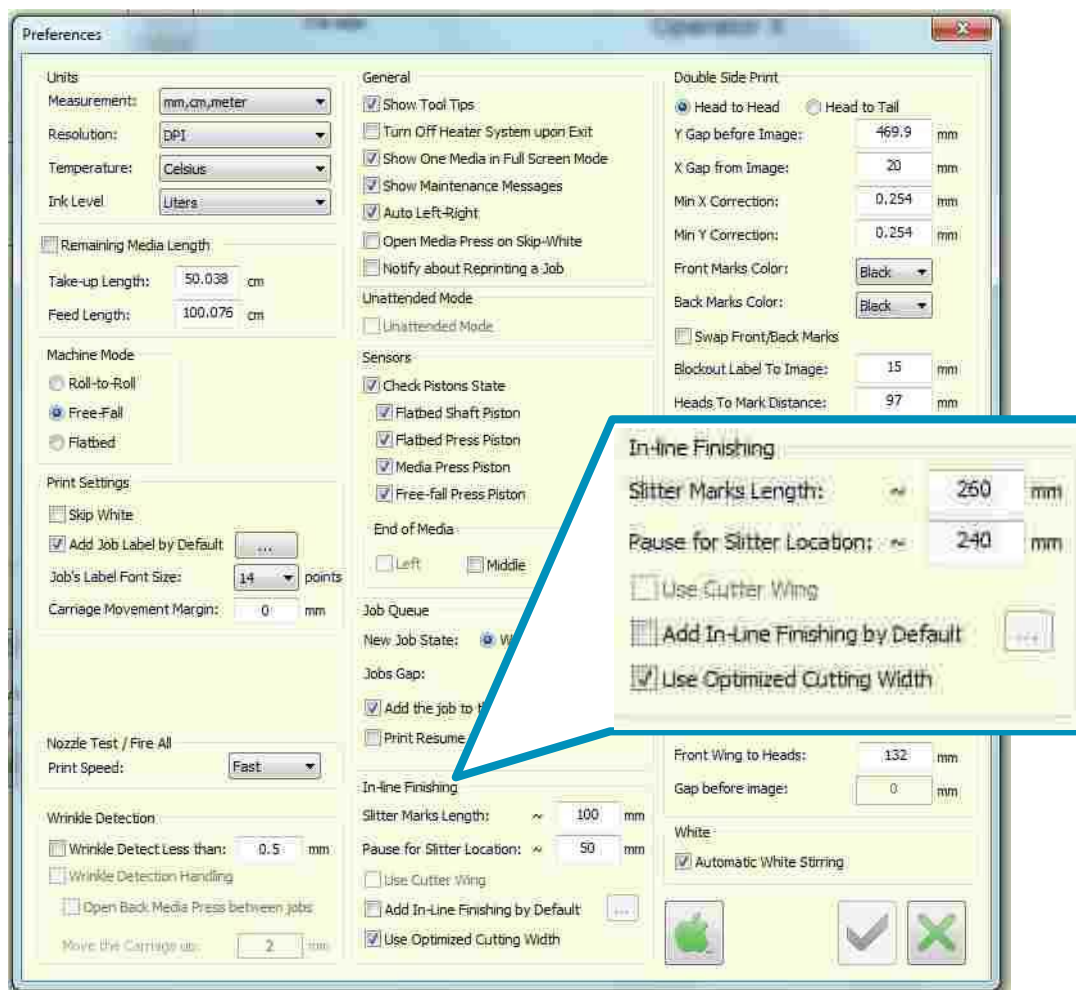 Preferences
Units
Measurement: mm,cm,meter
Resolution: DPI
Temperature: Celsius
Ink Level Liters
Remaining Media Length
Take-up Length: 50.038 cm
Feed Length: 100.076 cm
Machine Mode
Roll-to-Roll
Free-Fall
Flatbed
Print Settings
Skip White
Add Job Label by Default ...
Job's Label Font Size: 14 points
Carriage Movement Margin: 0 mm
Nozzle Test / Fire All
Print Speed: Fast
Wrinkle Detection
Wrinkle Detect Less than: 0.5 mm
Wrinkle Detection Handling
Open Back Media Press between jobs
Move the Carriage up: 2 mm
General
Show Tool Tips
Turn Off Heater System upon Exit
Show One Media in Full Screen Mode
Show Maintenance Messages
Auto Left-Right
Open Media Press on Skip-White
Notify about Reprinting a Job
Unattended Mode
Unattended Mode
Sensors
Check Pistons State
Flatbed Shaft Piston
Flatbed Press Piston
Media Press Piston
Free-fall Press Piston
End of Media
Left Middle
Job Queue
New Job State: W
Jobs Gap:
Add the job to
Print Resume
In-line Finishing
Slitter Marks Length: ~ 100 mm
Pause for Slitter Location: ~ 50 mm
Use Cutter Wing
Add In-Line Finishing by Default ...
Use Optimized Cutting Width
Double Side Print
Head to Head Head to Tail
Y Gap before Image: 469.9 mm
X Gap from Image: 20 mm
Min X Correction: 0.254 mm
Min Y Correction: 0.254 mm
Front Marks Color: Black
Back Marks Color: Black
Swap Front/Back Marks
Blockout Label To Image: 15 mm
Heads To Mark Distance: 97 mm
In-line Finishing
Slitter Marks Length: ~ 260 mm
Pause for Slitter Location: ~ 240 mm
Use Cutter Wing
Add In-Line Finishing by Default ...
Use Optimized Cutting Width
Front Wing to Heads: 132 mm
Gap before image: 0 mm
White
Automatic White Stirring